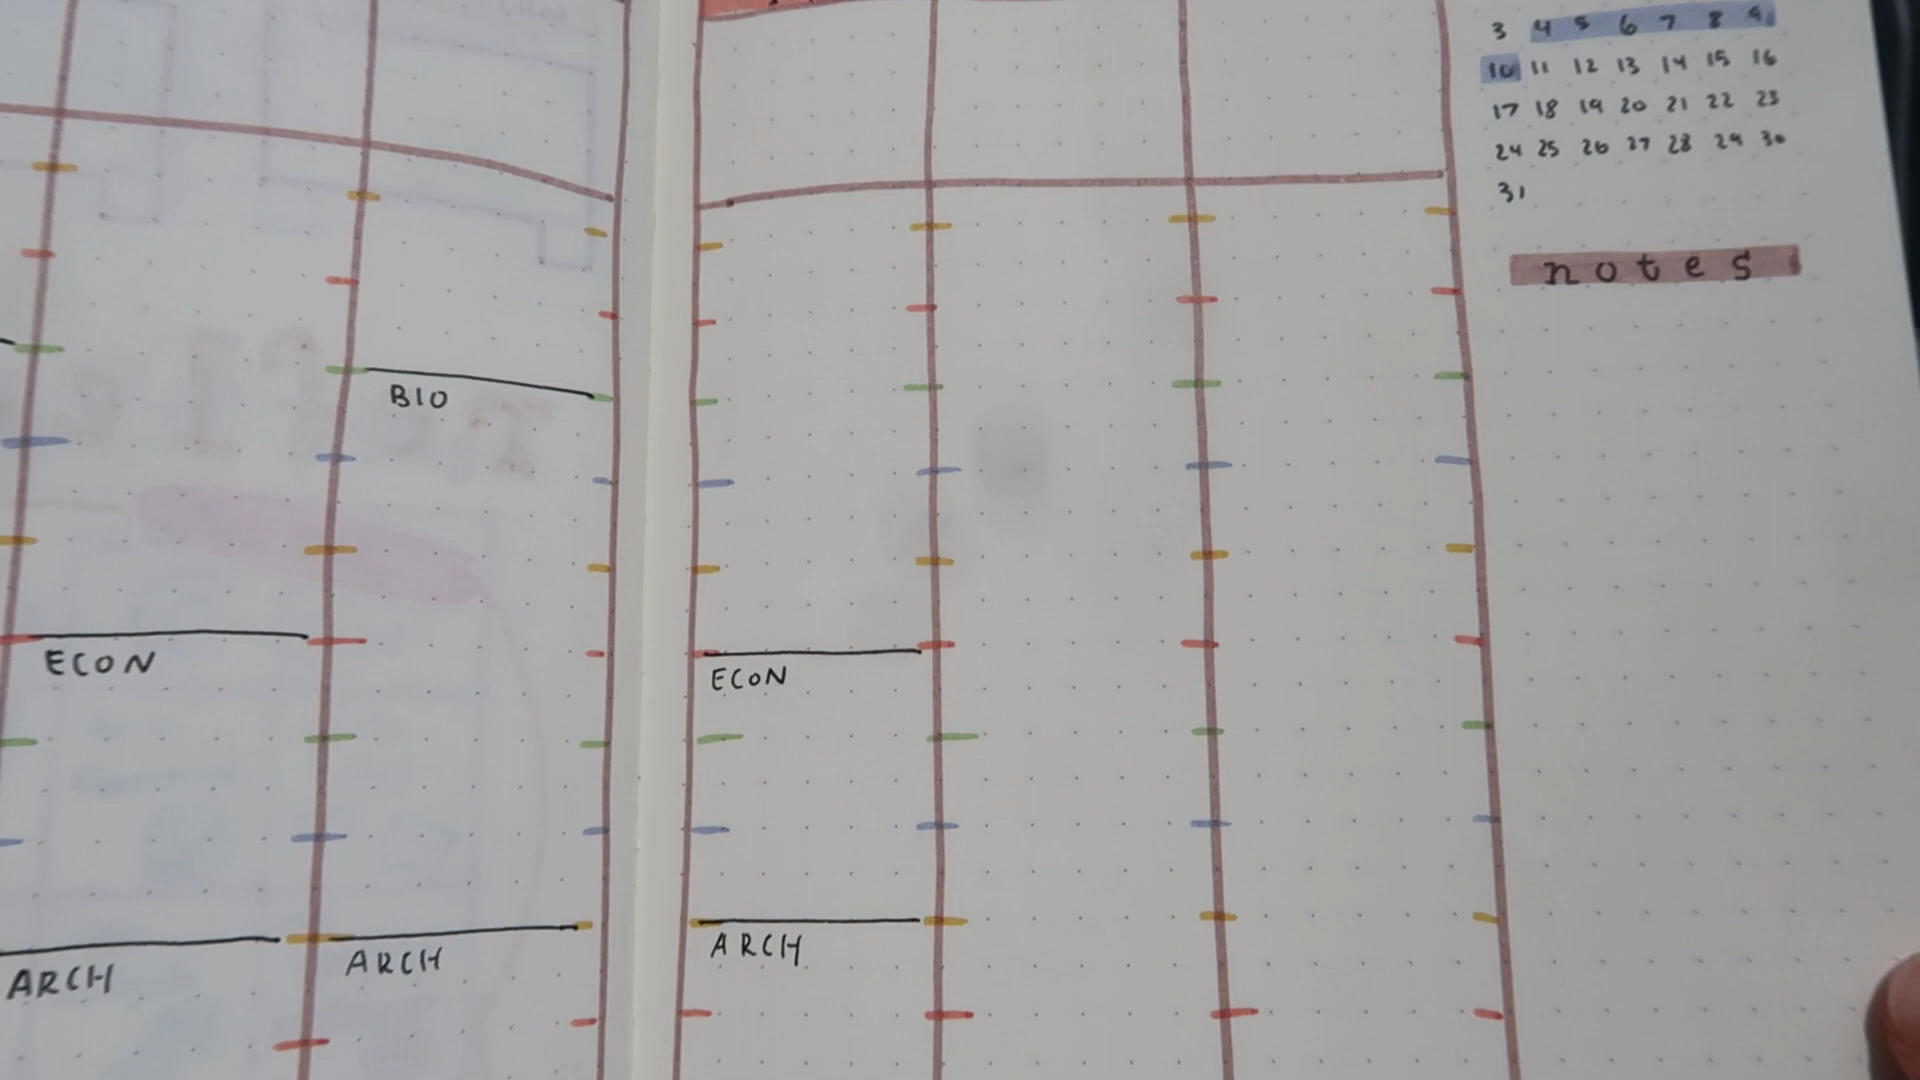 BIO
ECON
ARCH
ARCH
ECON
ARCH
3 4 5 6 7 8 9
10 11 12 13 14 15 16
17 18 19 20 21 22 23
24 25 26 27 28 29 30
31
notes